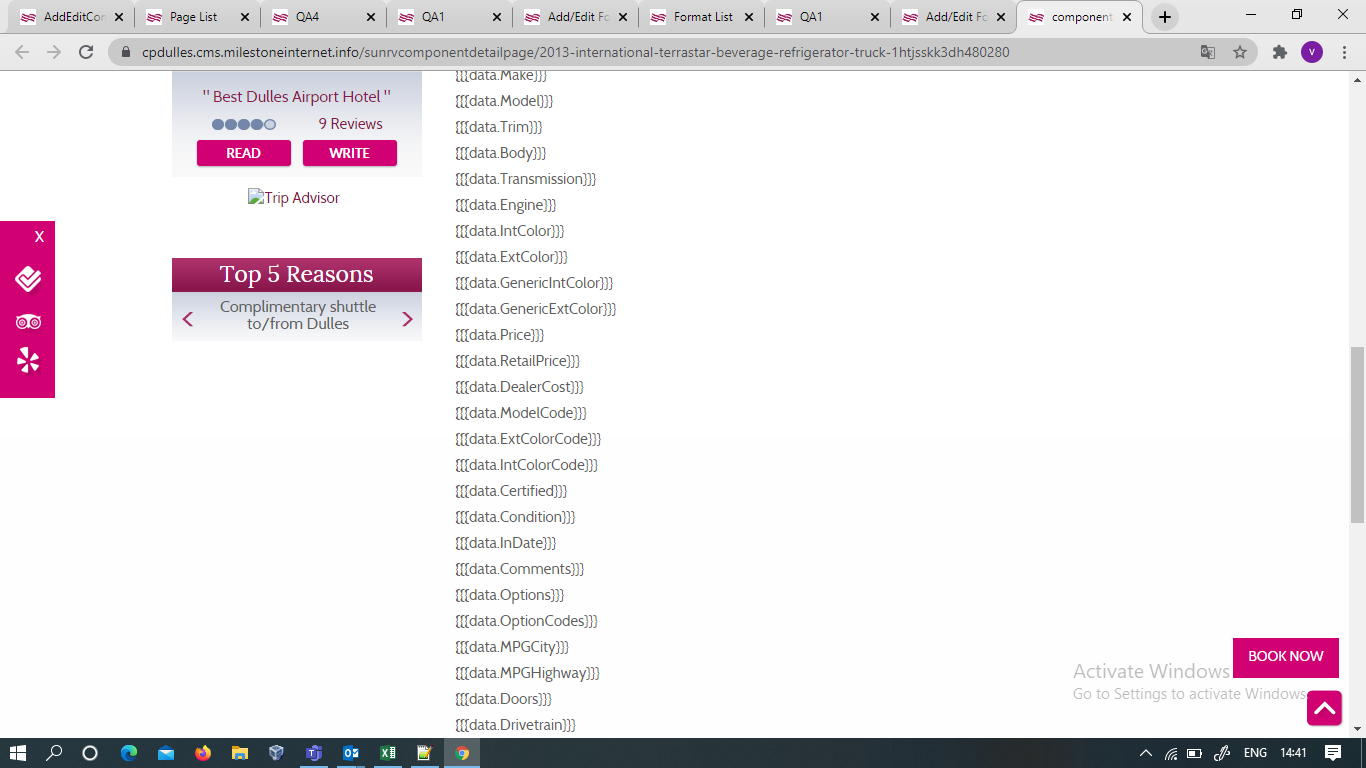 AddEditCor
Page List
QA4
QA1
Add/Edit Fo
Format List
QA1
Add/Edit Fo
component
cpdulles.cms.milestoneinternet.info/sunrvcomponentdetailpage/2013-international-terrastar-beverage-refrigerator-truck-1htjsskk3dh480280
V
" Best Dulles Airport Hotel "
9 Reviews
READ
WRITE
Trip Advisor
X
Top 5 Reasons
Complimentary shuttle
to/from Dulles
{{{data.Make}}}
{{{data.Model}}}
{{{data.Trim}}}
{{{data.Body}}}
{{{data.Transmission}}}
{{{data.Engine}}}
{{{data.IntColor}}}
{{{data.ExtColor}}}
{{{data.GenericIntColor}}}
{{{data.GenericExtColor}}}
{{{data.Price}}}
{{{data.RetailPrice}}}
{{{data.DealerCost}}}
{{{data.ModelCode}}}
{{{data.ExtColorCode}}}
{{{data.IntColorCode}}}
{{{data.Certified}}}
{{{data.Condition}}}
{{{data.InDate}}}
{{{data.Comments}}}
{{{data.Options}}}
{{{data.OptionCodes}}}
{{{data.MPGCity}}}
{{{data.MPGHighway}}}
{{{data.Doors}}}
{{{data.Drivetrain}}}
BOOK NOW
Activate Windows
Go to Settings to activate Windows
ENG
14:41